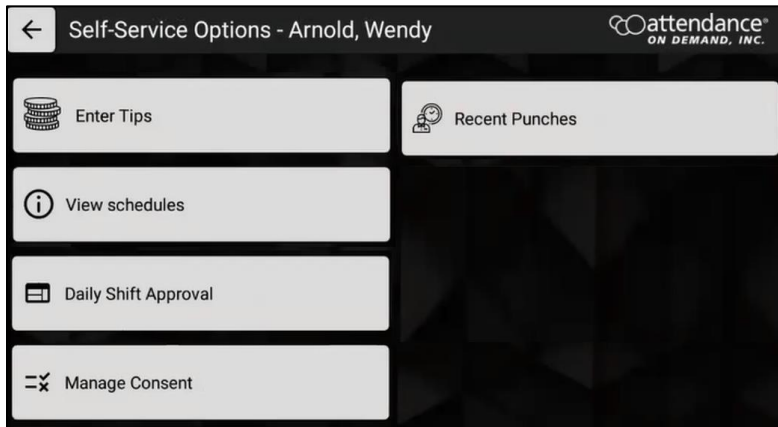 Self-Service Options - Arnold, Wendy
attendance®
ON DEMAND, INC.
Enter Tips
Recent Punches
View schedules
Daily Shift Approval
Manage Consent